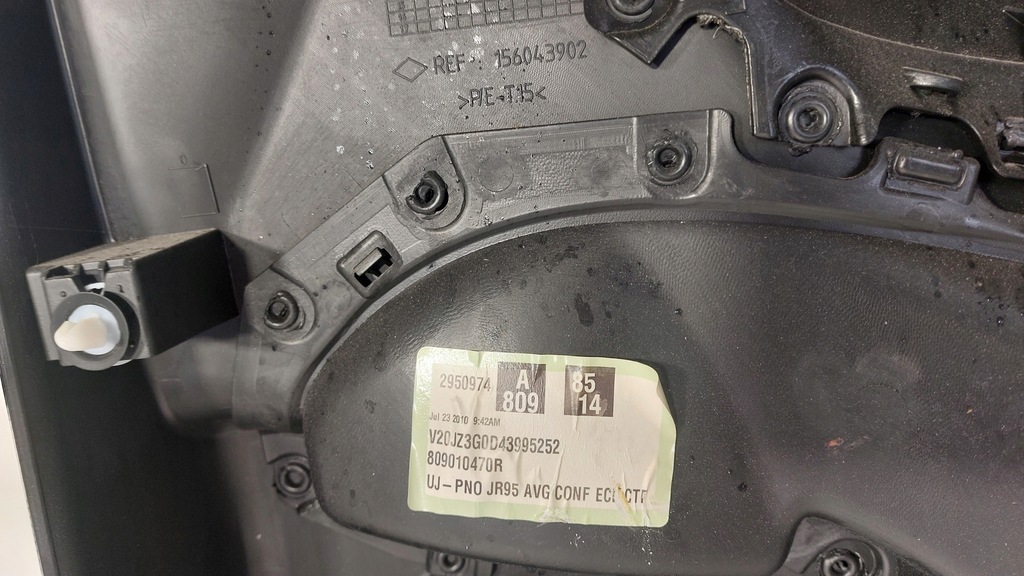 REF : 156043902
>P/E-T15<
2950974 A 85
809 14
Jul 23 2010 9:42AM
V20JZ3G0D43995252
809010470R
UJ-PNO JR95 AVG CONF